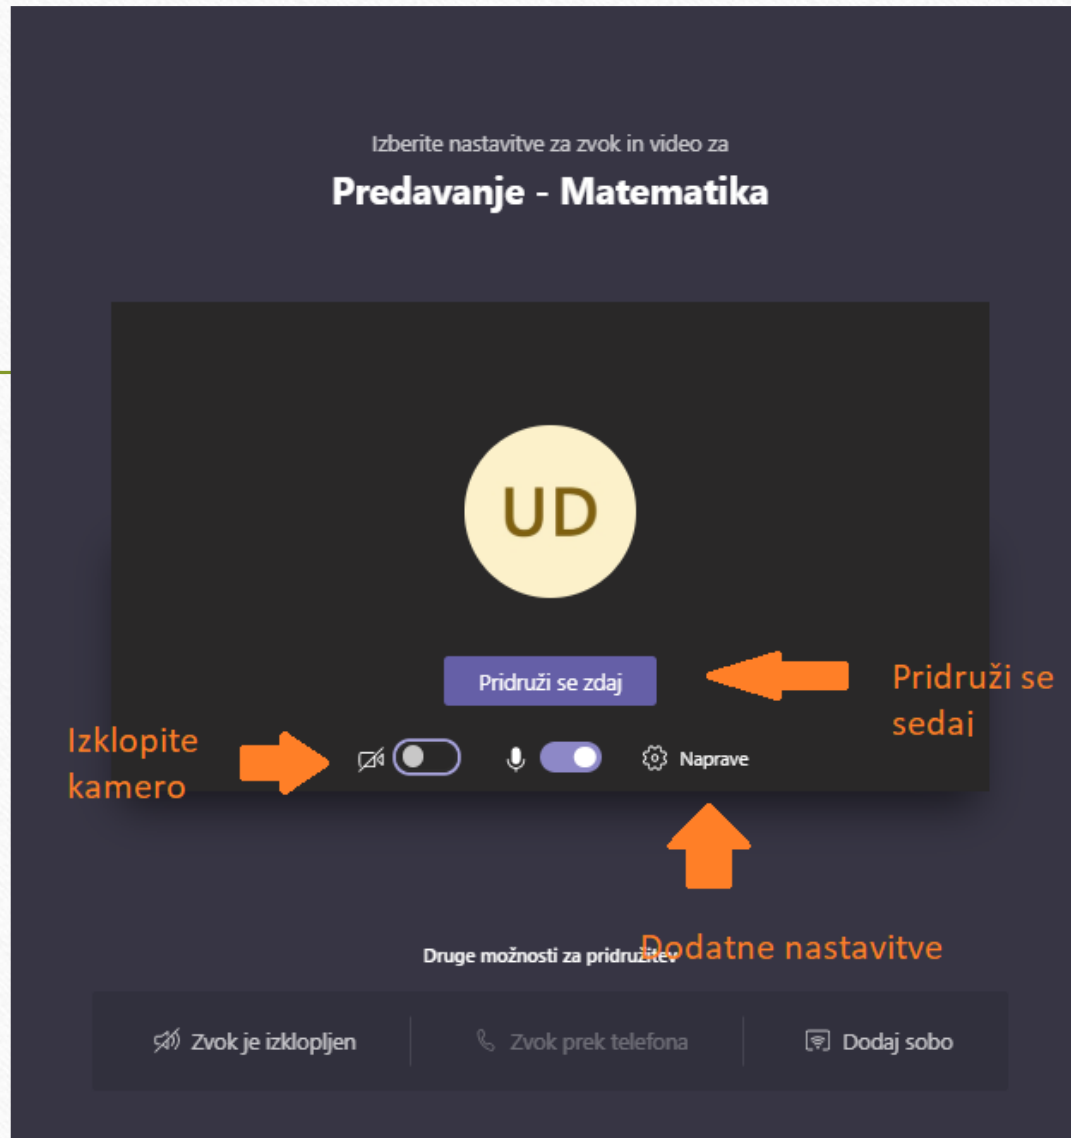 Izberite nastavitve za zvok in video za
Predavanje - Matematika
UD
Pridruži se zdaj
Pridruži se
sedaj
Izklopite
kamero
Naprave
Dodatne nastavitve
Druge možnosti za pridružitev
Zvok je izklopljen
Zvok prek telefona
Dodaj sobo